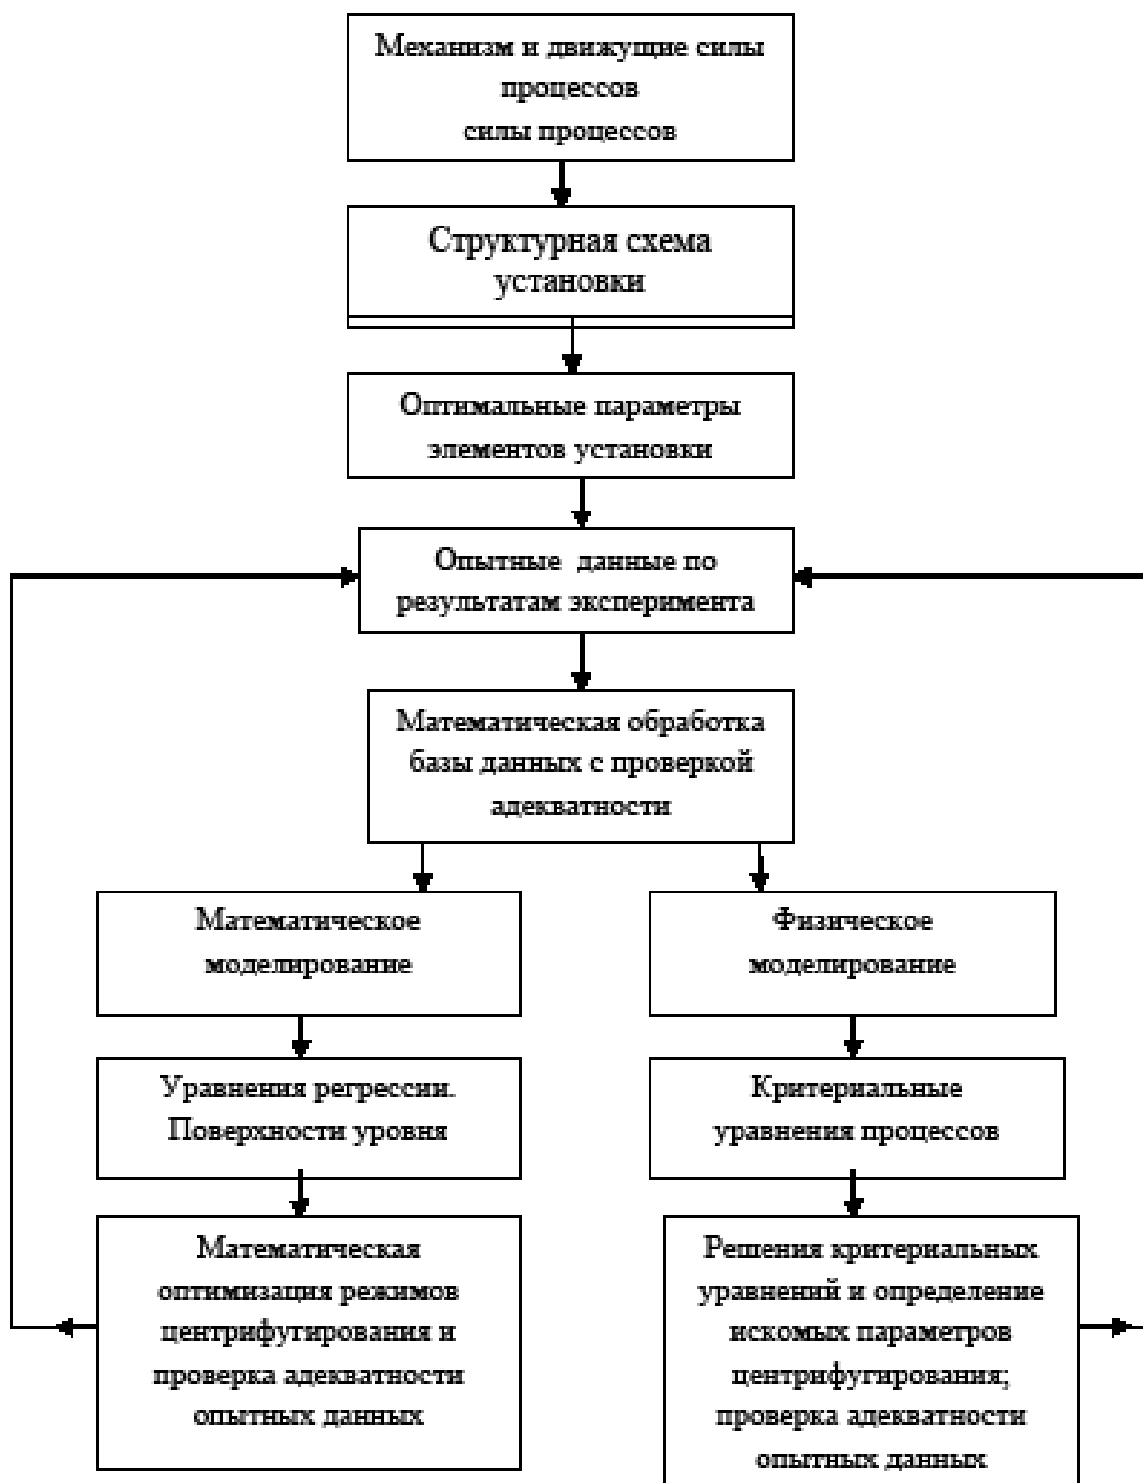 Механизм и движущие силы
процессов
силы процессов
Структурная схема
установки
Оптимальные параметры
элементов установки
Опытные данные по
результатам эксперимента
Математическая обработка
базы данных с проверкой
адекватности
Математическое
моделирование
Физическое
моделирование
Уравнения регрессии.
Поверхности уровня
Критериальные
уравнения процессов
Математическая
оптимизация режимов
центрифугирования и
проверка адекватности
опытных данных
Решения критериальных
уравнений и определение
искомых параметров
центрифугирования;
проверка адекватности
опытных данных